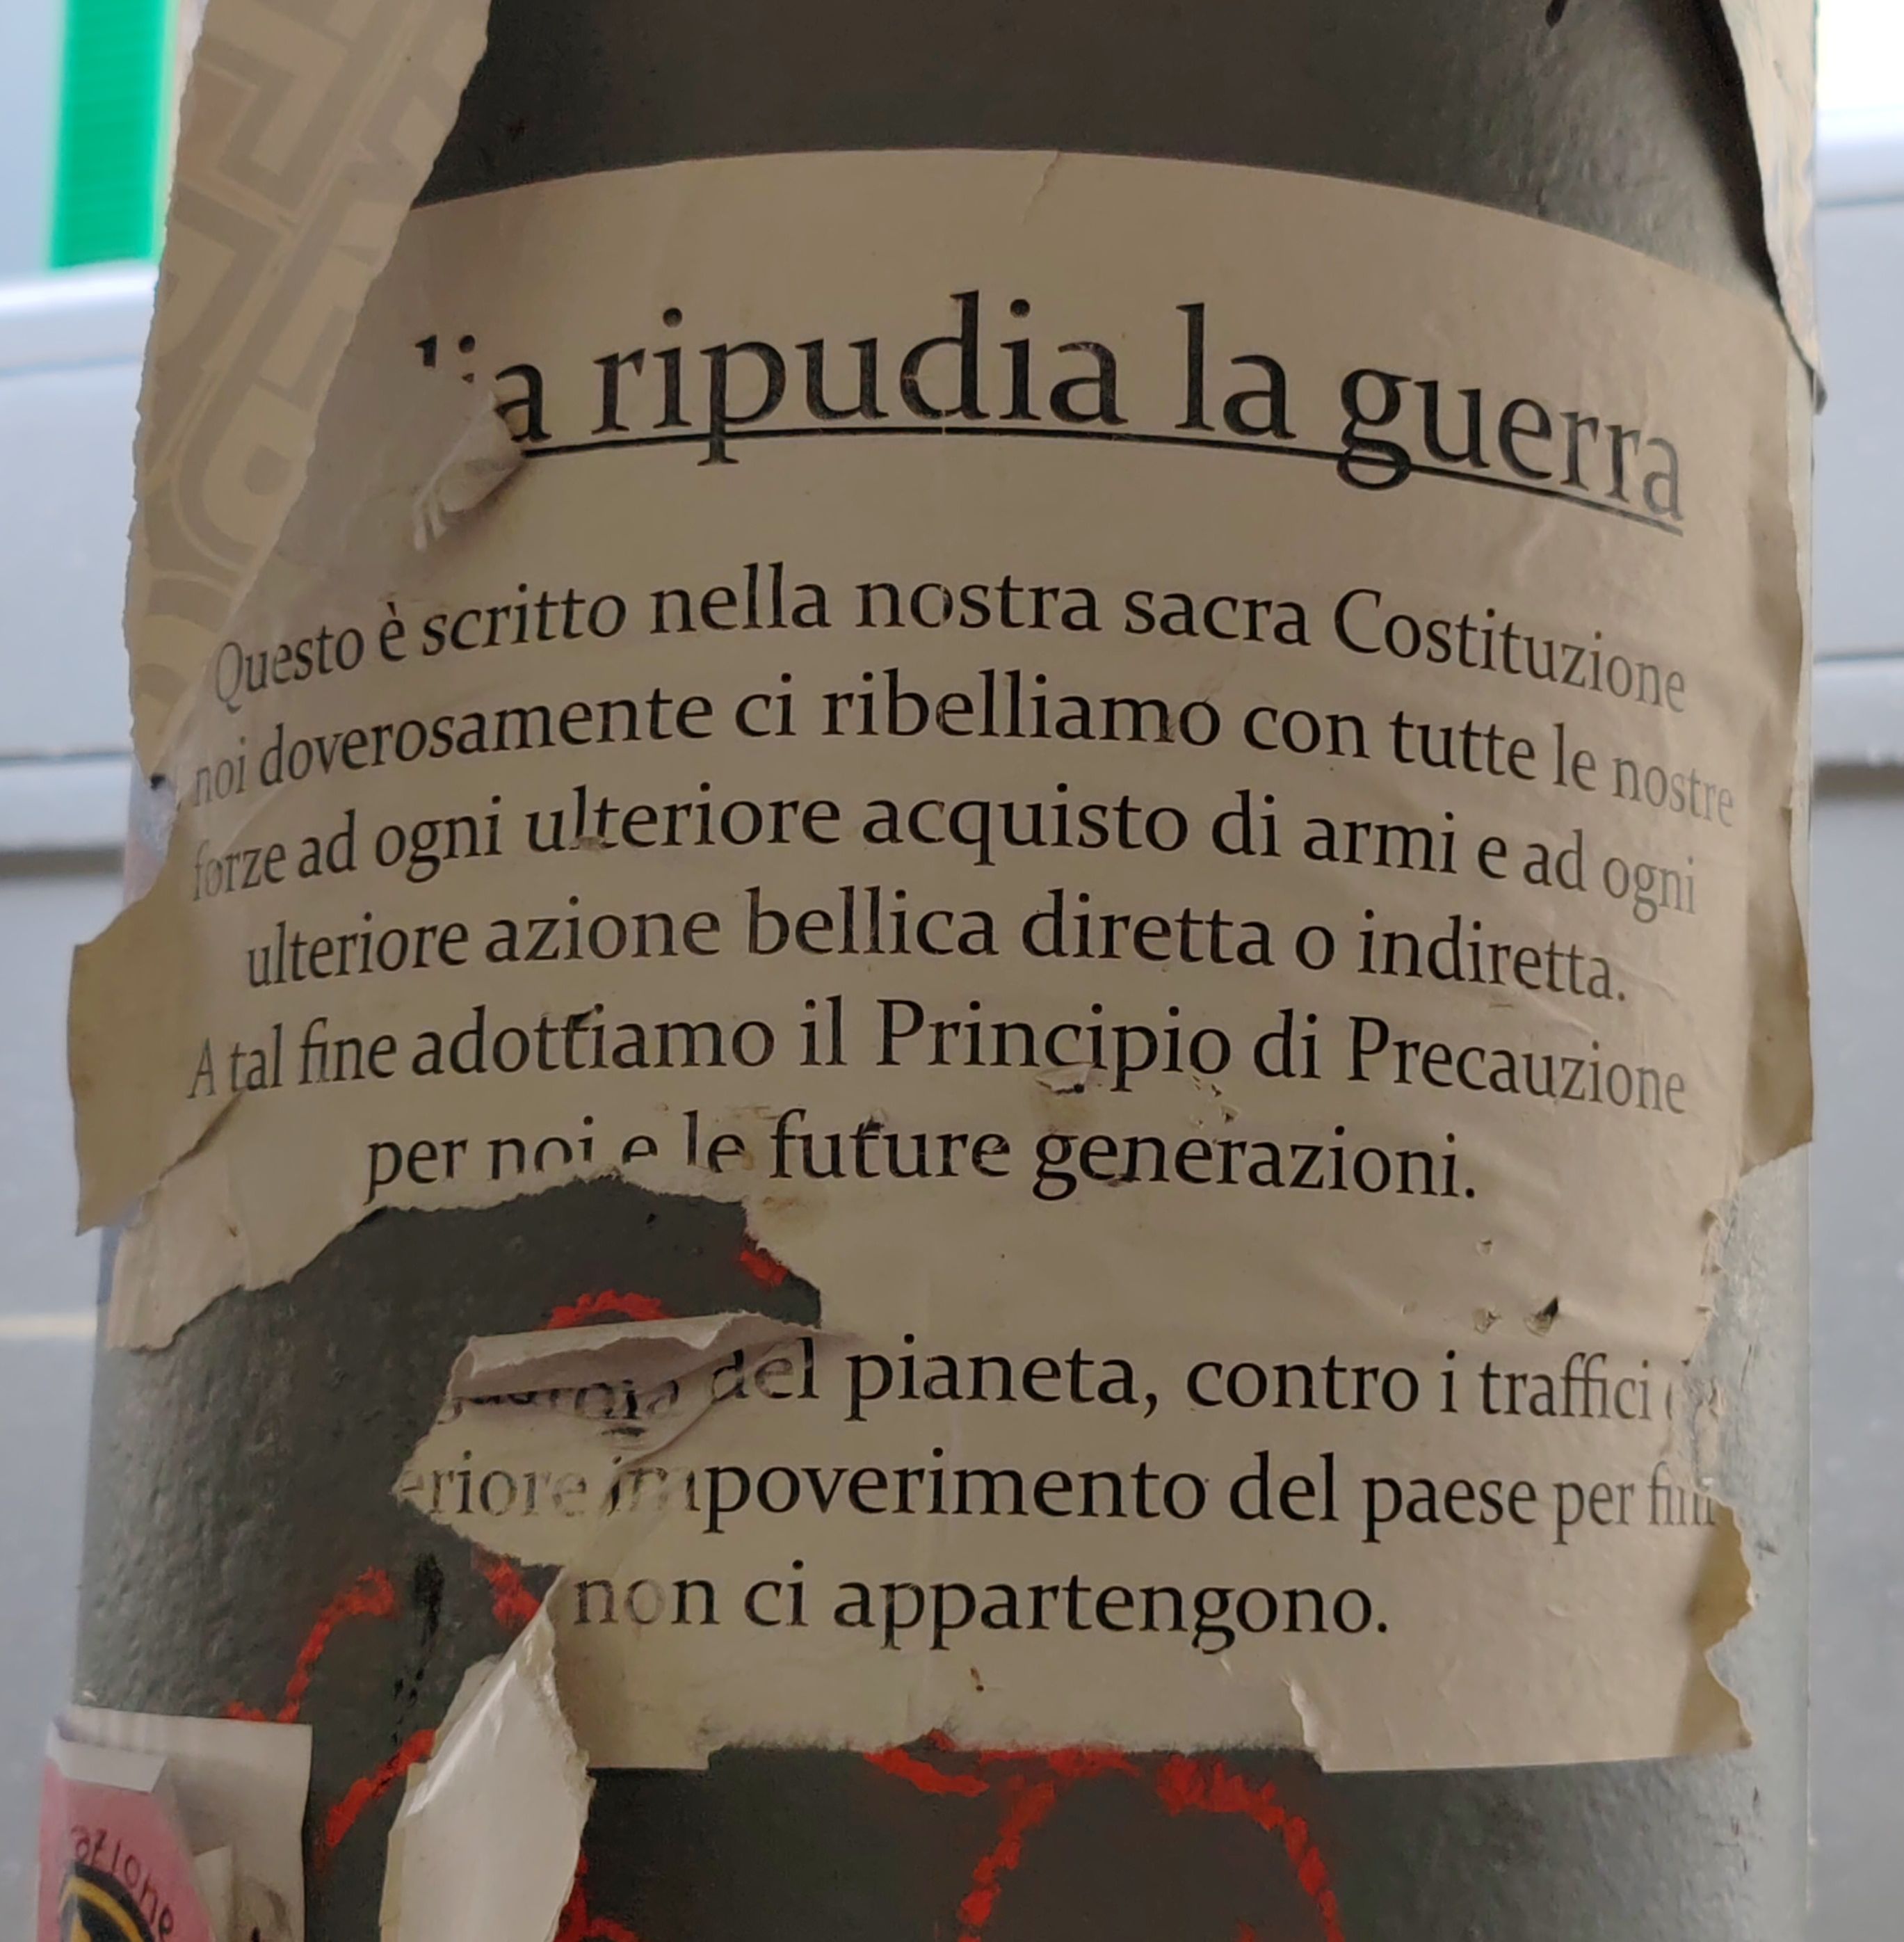 ripudia la guerra
Questo è scritto nella nostra sacra Costituzione
noi doverosamente ci ribelliamo con tutte le nostre
forze ad ogni ulteriore acquisto di armi e ad ogni
ulteriore azione bellica diretta o indiretta.
A tal fine adottiamo il Principio di Precauzione
per noi e le future generazioni.
del pianeta, contro i traffici
impoverimento del paese per
non ci appartengono.
azione